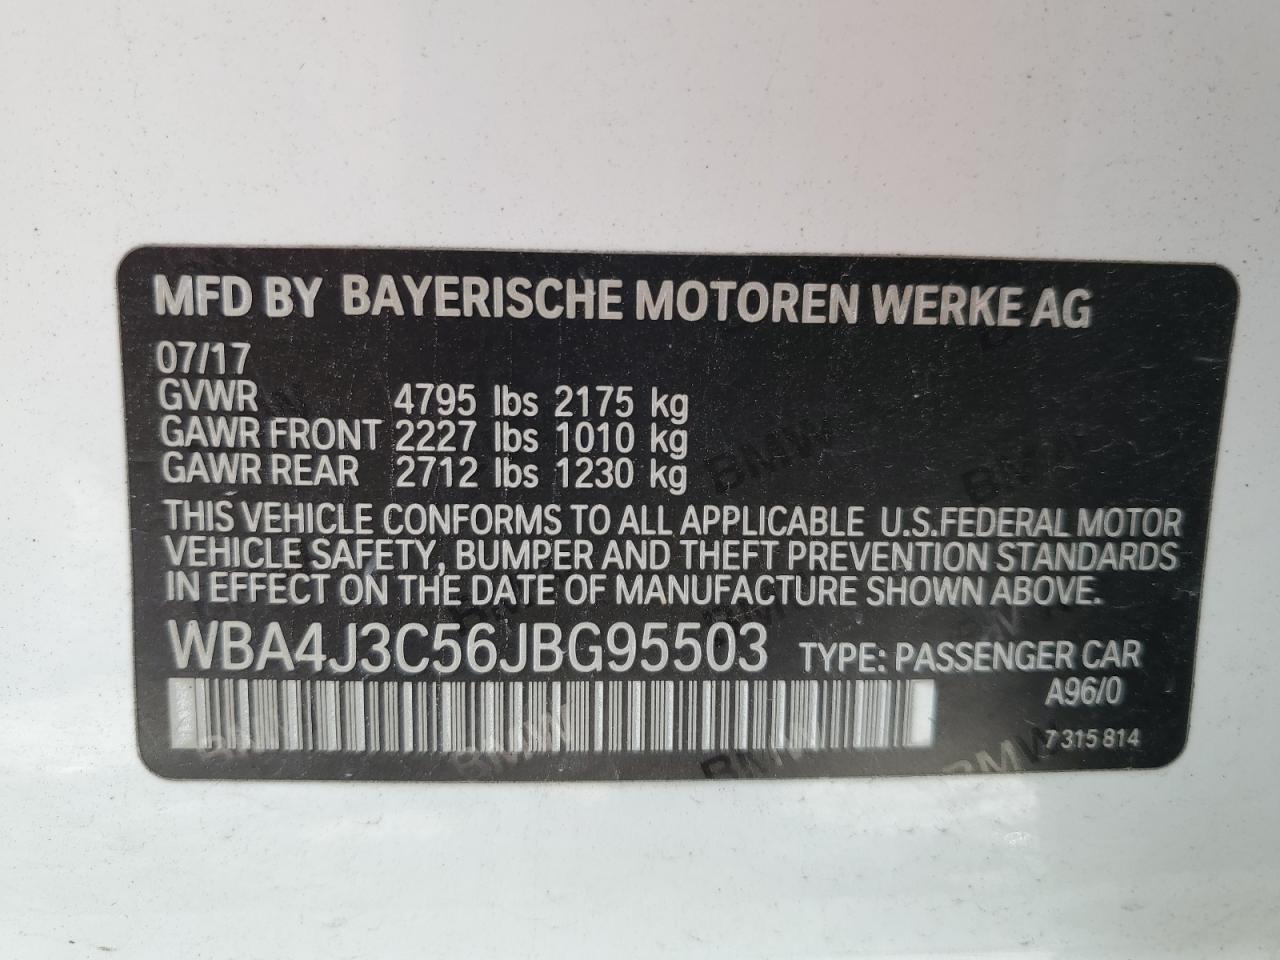 MFD BY BAYERISCHE MOTOREN WERKE AG
07/17
GVWR 4795 lbs 2175 kg
GAWR FRONT 2227 lbs 1010 kg
GAWR REAR 2712 lbs 1230 kg
THIS VEHICLE CONFORMS TO ALL APPLICABLE U.S.FEDERAL MOTOR
VEHICLE SAFETY, BUMPER AND THEFT PREVENTION STANDARDS
IN EFFECT ON THE DATE OF MANUFACTURE SHOWN ABOVE.
WBA4J3C56JBG95503 TYPE: PASSENGER CAR
A96/0
7 315 814